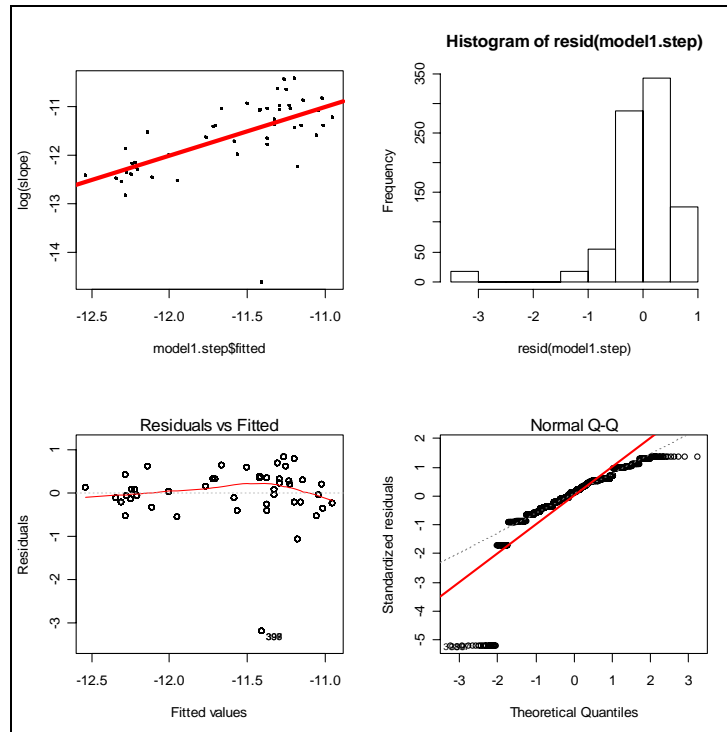 log(slope)
-11
-12
-13
-14
-12.5 -12.0 -11.5 -11.0
model1.step$fitted
Histogram of resid(model1.step)
Frequency
350
150
50
0
-3 -2 -1 0 1
resid(model1.step)
Residuals vs Fitted
Residuals
1
0
-1
-2
-3
-12.5 -12.0 -11.5 -11.0
Fitted values
Normal Q-Q
Standardized residuals
2
1
0
-1
-2
-3
-4
-5
-3 -2 -1 0 1 2 3
Theoretical Quantiles